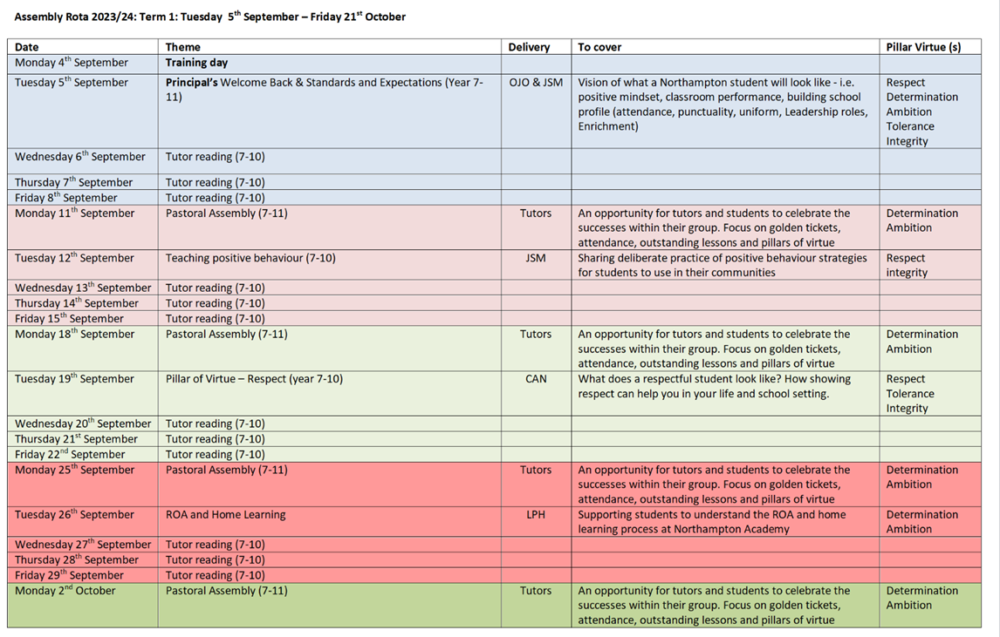 Assembly Rota 2023/24: Term 1: Tuesday 5th September – Friday 21st October
Date Theme Delivery To cover Pillar Virtue (s)
Monday 4th September Training day
Tuesday 5th September Principal's Welcome Back & Standards and Expectations (Year 7- OJO & JSM Vision of what a Northampton student will look like - i.e. Respect
11) positive mindset, classroom performance, building school Determination
profile (attendance, punctuality, uniform, Leadership roles, Ambition
Enrichment) Tolerance
Integrity
Wednesday 6th September Tutor reading (7-10)
Thursday 7th September Tutor reading (7-10)
Friday 8th September Tutor reading (7-10)
Monday 11th September Pastoral Assembly (7-11) Tutors An opportunity for tutors and students to celebrate the Determination
successes within their group. Focus on golden tickets, Ambition
attendance, outstanding lessons and pillars of virtue
Tuesday 12th September Teaching positive behaviour (7-10) JSM Sharing deliberate practice of positive behaviour strategies Respect
for students to use in their communities integrity
Wednesday 13th September Tutor reading (7-10)
Thursday 14th September Tutor reading (7-10)
Friday 15th September Tutor reading (7-10)
Monday 18th September Pastoral Assembly (7-11) Tutors An opportunity for tutors and students to celebrate the Determination
successes within their group. Focus on golden tickets, Ambition
attendance, outstanding lessons and pillars of virtue
Tuesday 19th September Pillar of Virtue – Respect (year 7-10) CAN What does a respectful student look like? How showing Respect
respect can help you in your life and school setting. Tolerance
Integrity
Wednesday 20th September Tutor reading (7-10)
Thursday 21st September Tutor reading (7-10)
Friday 22nd September Tutor reading (7-10)
Monday 25th September Pastoral Assembly (7-11) Tutors An opportunity for tutors and students to celebrate the Determination
successes within their group. Focus on golden tickets, Ambition
attendance, outstanding lessons and pillars of virtue
Tuesday 26th September ROA and Home Learning LPH Supporting students to understand the ROA and home Determination
learning process at Northampton Academy Ambition
Wednesday 27th September Tutor reading (7-10)
Thursday 28th September Tutor reading (7-10)
Friday 29th September Tutor reading (7-10)
Monday 2nd October Pastoral Assembly (7-11) Tutors An opportunity for tutors and students to celebrate the Determination
successes within their group. Focus on golden tickets, Ambition
attendance, outstanding lessons and pillars of virtue